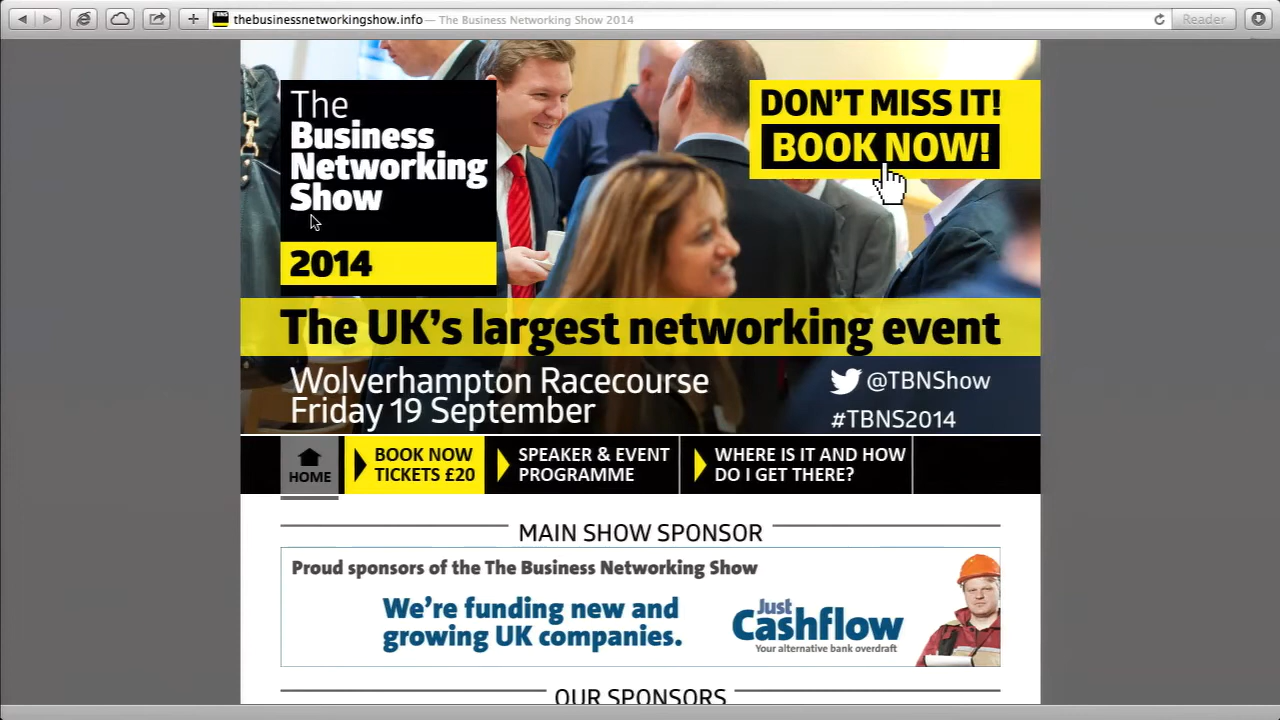 thebusinessnetworkingshow.info — The Business Networking Show 2014
Reader
The
Business
Networking
Show
2014
DON'T MISS IT!
BOOK NOW!
The UK's largest networking event
Wolverhampton Racecourse
Friday 19 September
@TBNShow
#TBNS2014
HOME
BOOK NOW
TICKETS £20
SPEAKER & EVENT
PROGRAMME
WHERE IS IT AND HOW
DO I GET THERE?
MAIN SHOW SPONSOR
Proud sponsors of the The Business Networking Show
We're funding new and
growing UK companies.
Just
Cashflow
Your alternative bank overdraft
OUR SPONSORS